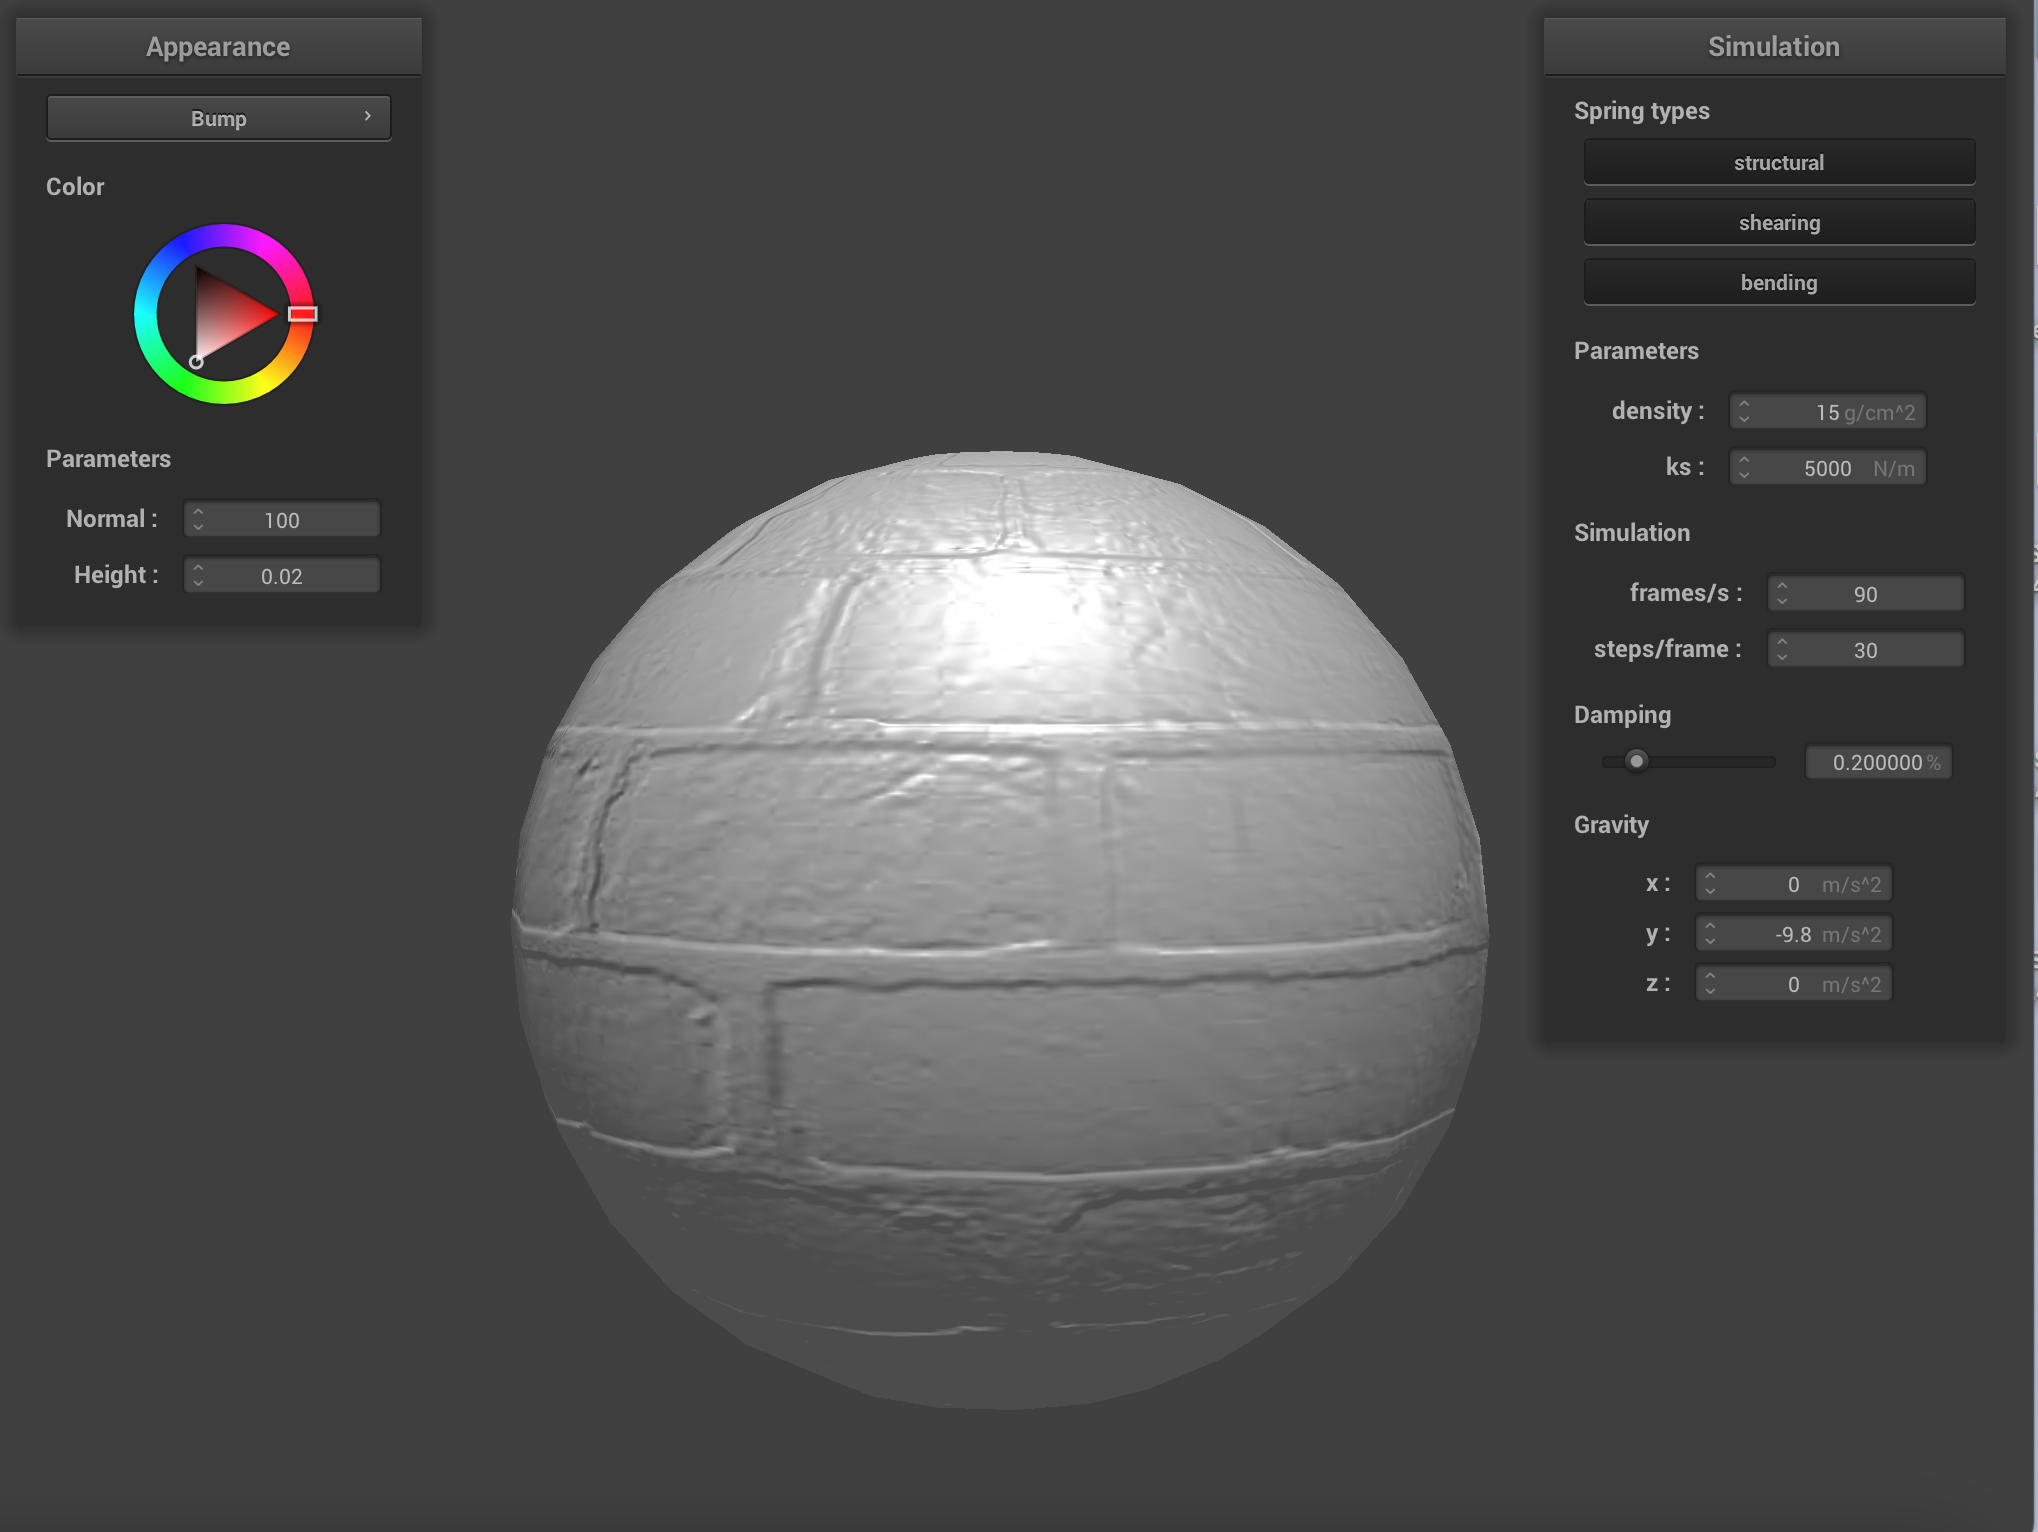 Appearance
Bump
Color
Parameters
Normal : 100
Height : 0.02
Simulation
Spring types
structural
shearing
bending
Parameters
density : 15 g/cm^2
ks : 5000 N/m
Simulation
frames/s : 90
steps/frame : 30
Damping
0.200000 %
Gravity
x : 0 m/s^2
y : -9.8 m/s^2
z : 0 m/s^2